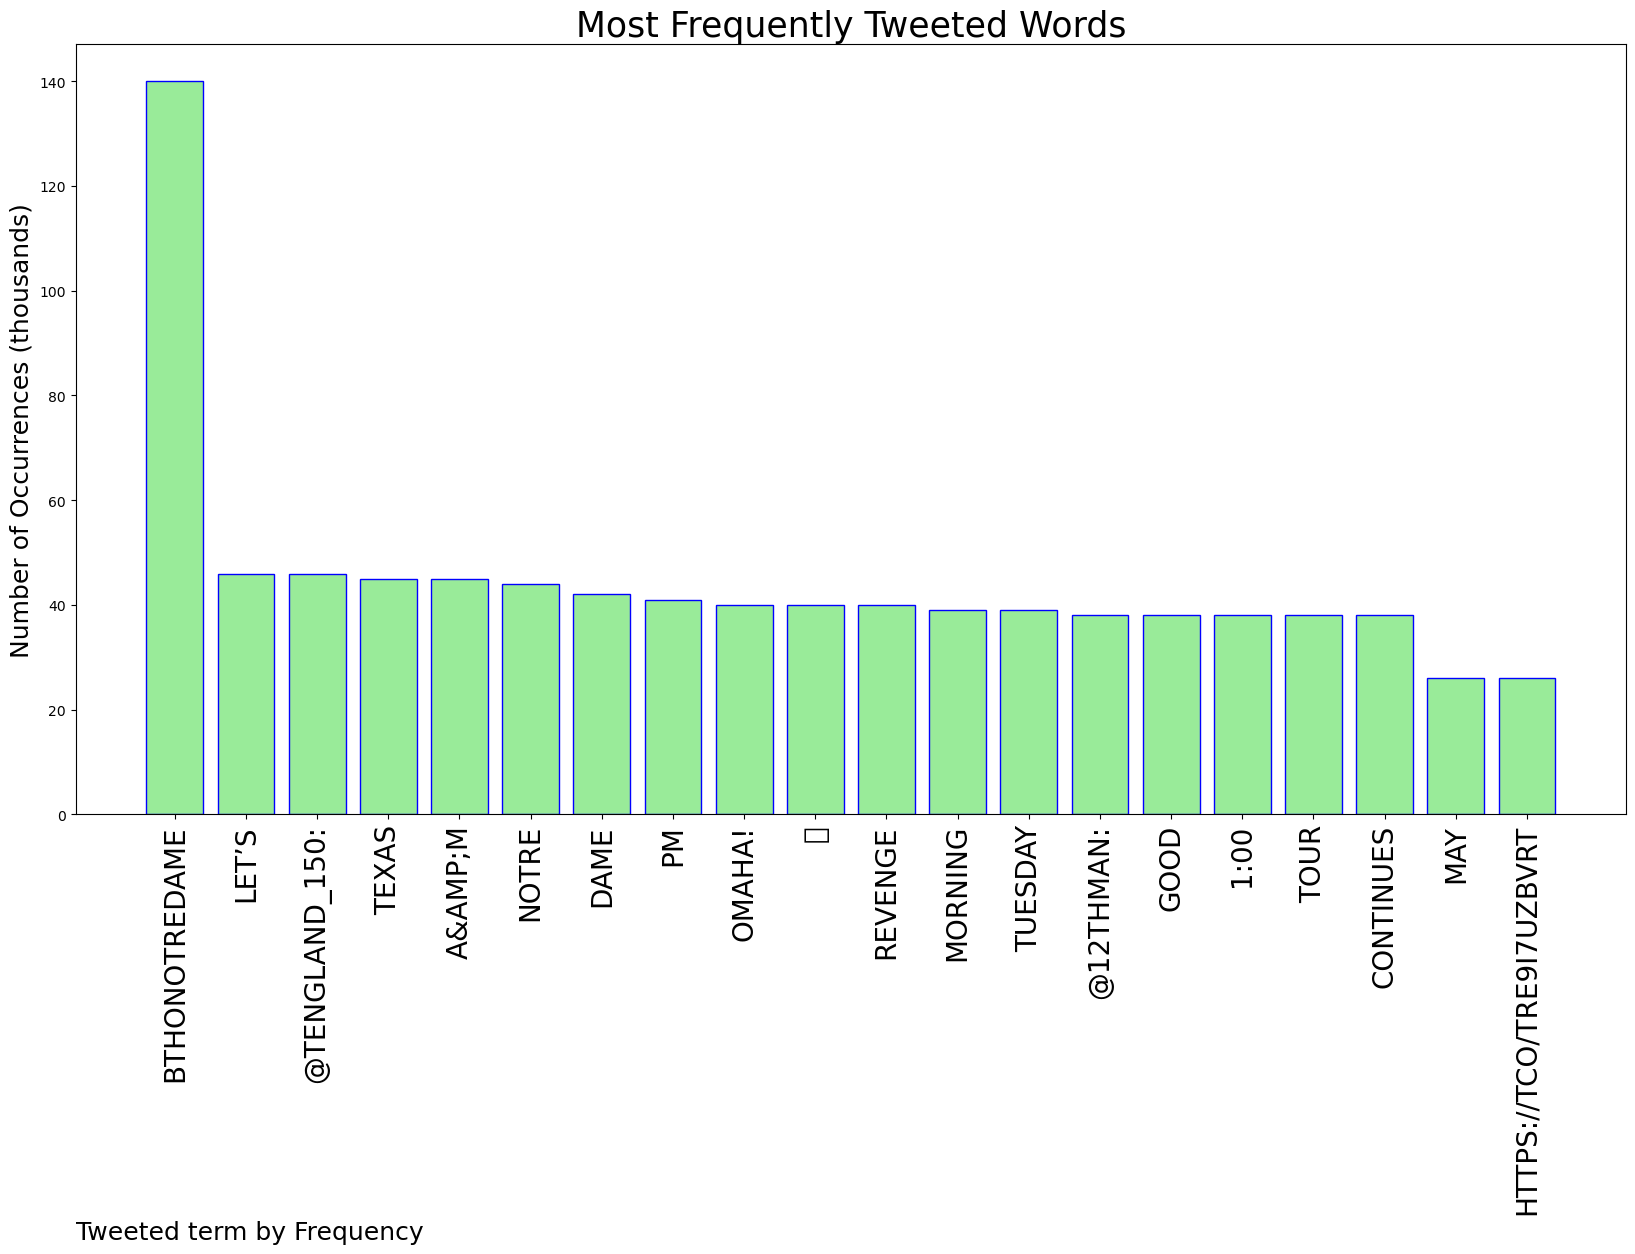 Most Frequently Tweeted Words
Number of Occurrences (thousands)
140
120
100
80
60
40
20
0
BTHONOTREDAME
LET’S
@TENGLAND_150:
TEXAS
A&AMP;M
NOTRE
DAME
PM
OMAHA!
REVENGE
MORNING
TUESDAY
@12THMAN:
GOOD
1:00
TOUR
CONTINUES
MAY
HTTPS://TCO/TRE9I7UZBVRT
Tweeted term by Frequency